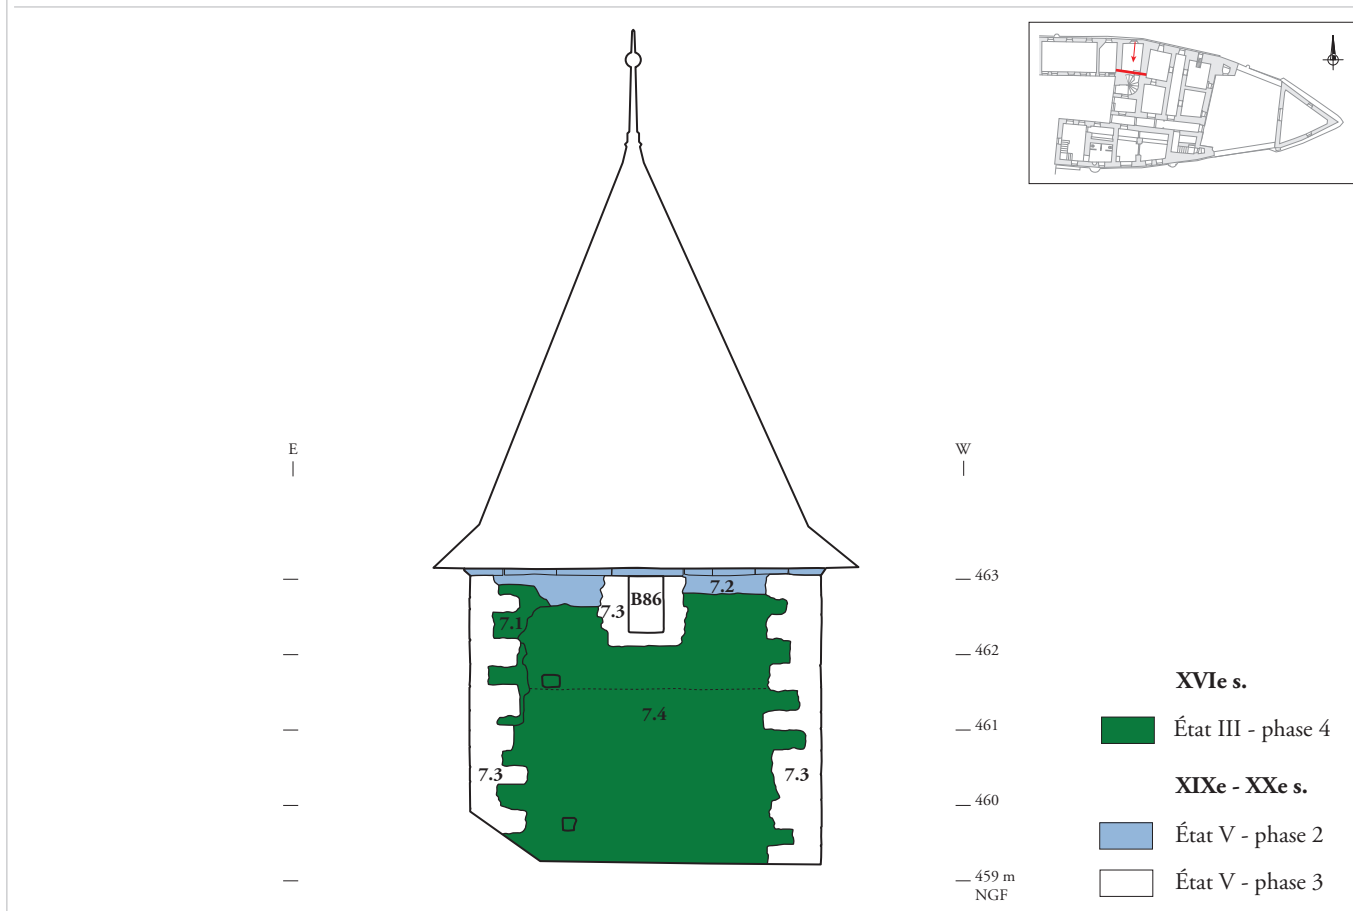 E
W
463
7.2
B86
7.3
7.1
462
XVIe s.
7.4
461
État III - phase 4
7.3
7.3
XIXe - XXe s.
460
État V - phase 2
459 m
NGF
État V - phase 3